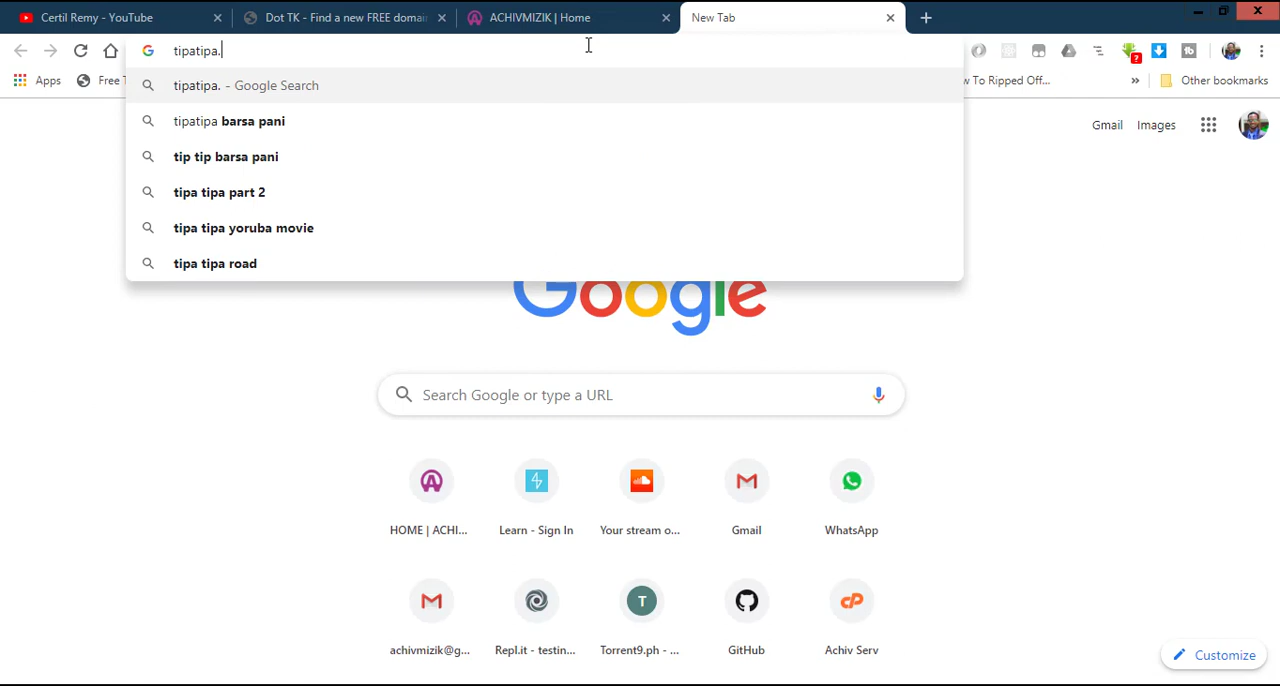 Certil Remy - YouTube
Dot TK - Find a new FREE domai
ACHIVMIZIK | Home
New Tab
tipatipa.
Apps
Free T
w To Ripped Off...
Other bookmarks
tipatipa. - Google Search
tipatipa barsa pani
tip tip barsa pani
tipa tipa part 2
tipa tipa yoruba movie
tipa tipa road
Gmail
Images
Google
Search Google or type a URL
HOME | ACHI...
Learn - Sign In
Your stream o...
Gmail
WhatsApp
T
achivmizik@g...
Repl.it - testin...
Torrent9.ph - ...
GitHub
Achiv Serv
Customize